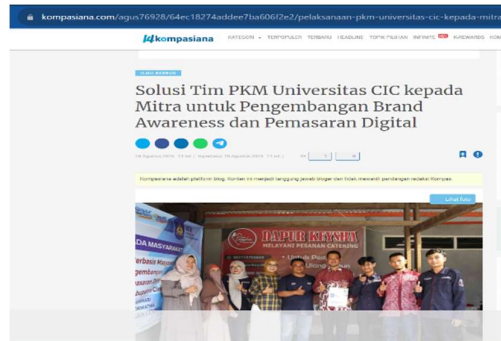 kompasiana.com/agus76928/64ec18274addee7ba606f2e2/pelaksanaan-pkm-universitas-cic-kepada-mitra
kompasiana KATEGORI TERPOPULER TERBARU HEADLINE TOPIK PILIHAN INFINITE K-REWARDS
Solusi Tim PKM Universitas CIC kepada
Mitra untuk Pengembangan Brand
Awareness dan Pemasaran Digital
Kompasiana adalah platform blog. Konten ini menjadi tanggung jawab bloger dan tidak mewakili pandangan redaksi Kompas.
Lihat foto
DAPUR KEYSHA
MELAYANI PESANAN CATERING